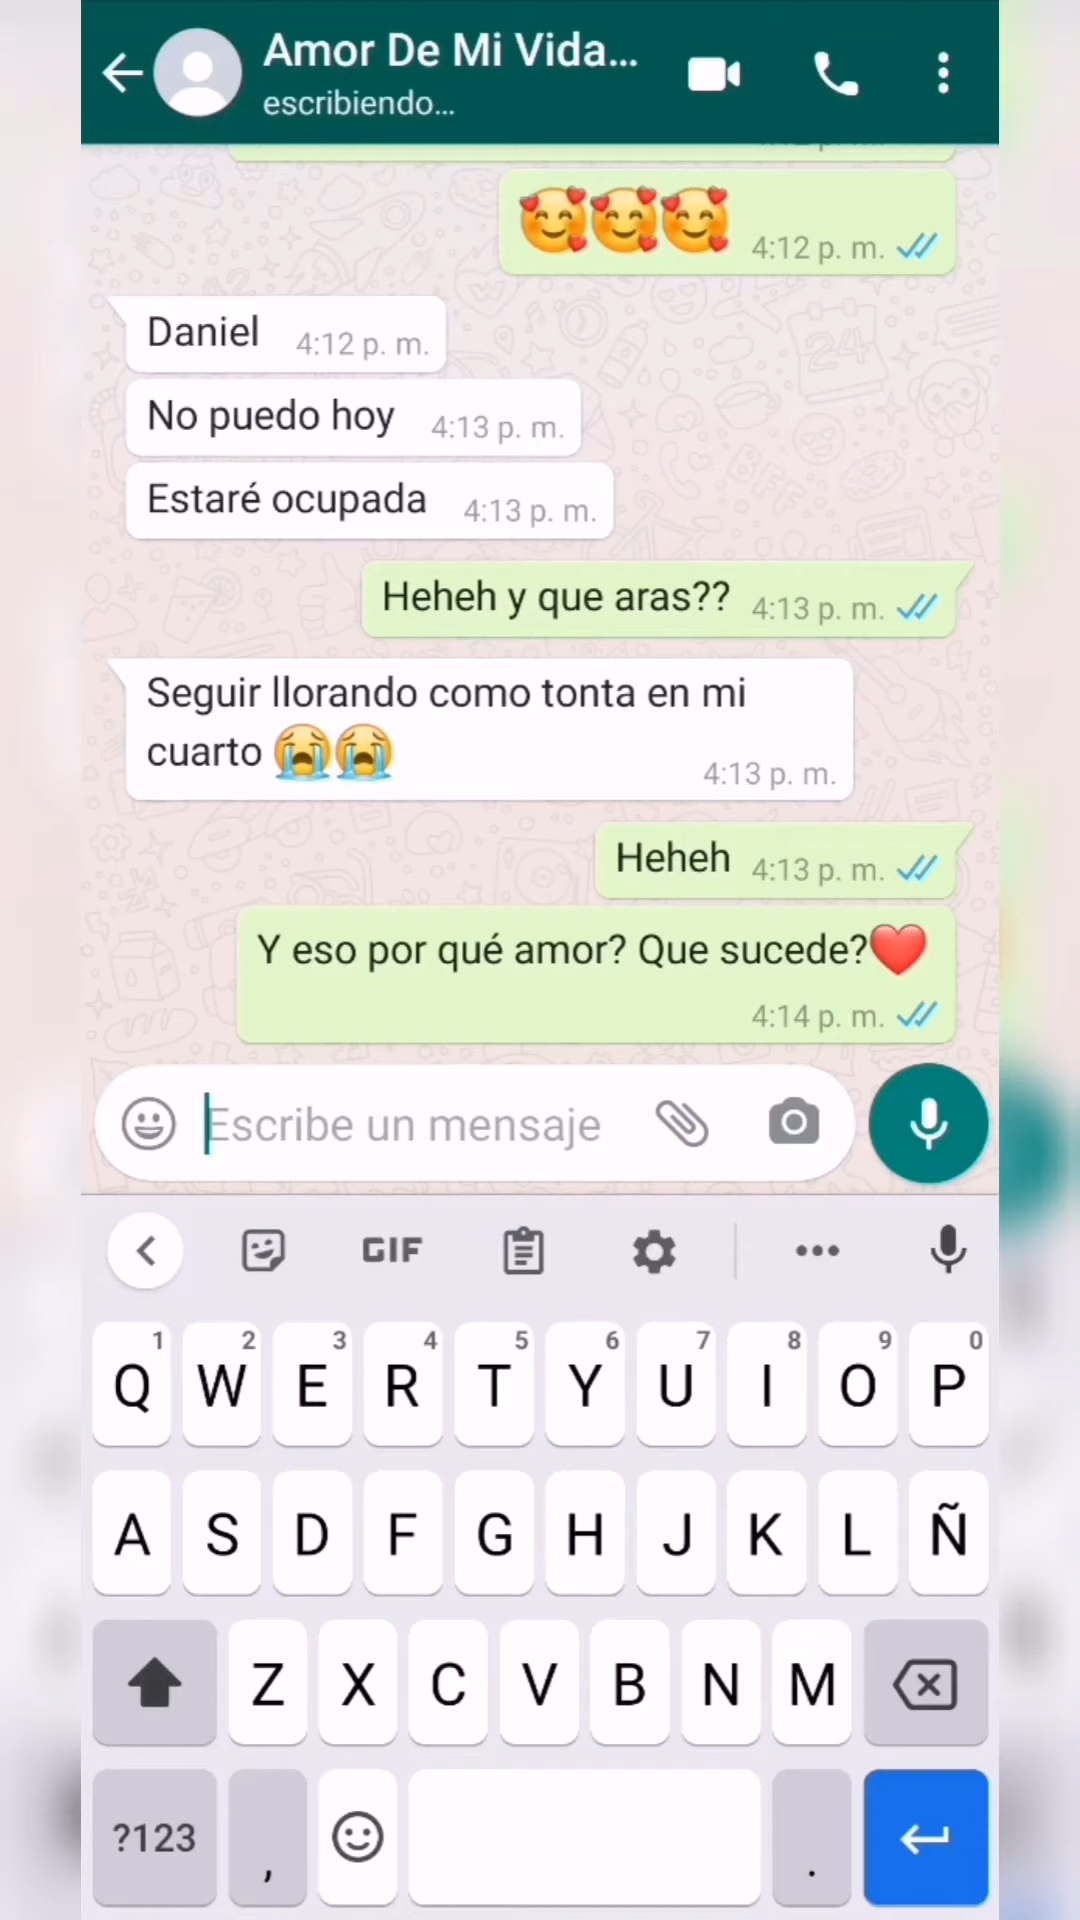 Amor De Mi Vida...
escribiendo...
4:12 p. m.
Daniel 4:12 p. m.
No puedo hoy 4:13 p. m.
Estaré ocupada 4:13 p. m.
Heheh y que aras?? 4:13 p. m.
Seguir llorando como tonta en mi
cuarto 😭😭
4:13 p. m.
Heheh 4:13 p. m.
Y eso por qué amor? Que sucede?❤️
4:14 p. m.
Escribe un mensaje
GIF
1 2 3 4 5 6 7 8 9 0
Q W E R T Y U I O P
A S D F G H J K L Ñ
Z X C V B N M
?123 , .